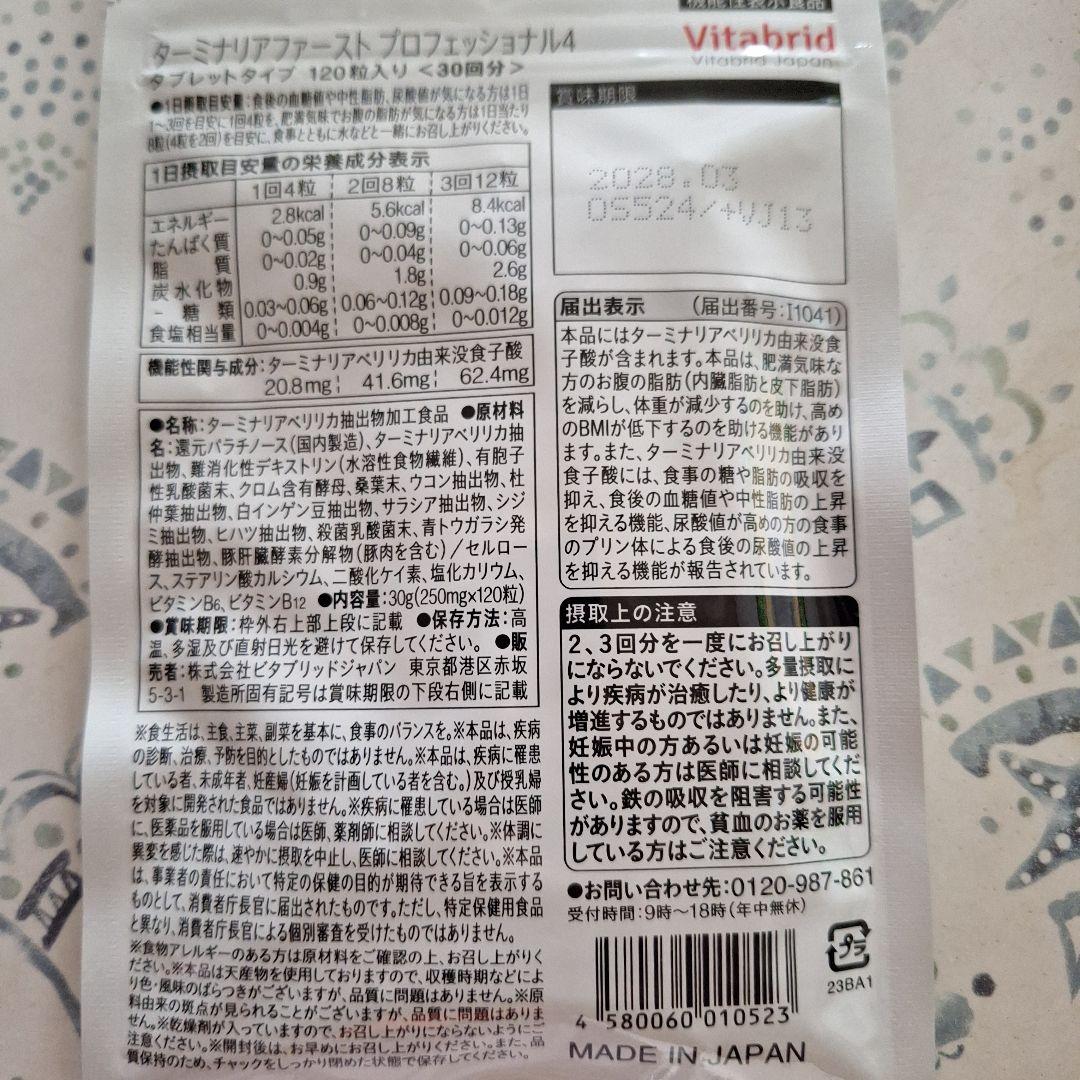 機能性表示食品
ターミナリアファースト プロフェッショナル4
タブレットタイプ 120粒入り <30回分>
Vitabrid
Vitabrid Japan
●1日摂取目安量:食後の血糖値や中性脂肪、尿酸値が気になる方は1日
1〜3回を目安に1回4粒を、肥満気味でお腹の脂肪が気になる方は1日当たり
8粒(4粒を2回)を目安に、食事とともに水などと一緒にお召し上がりください。
1日摂取目安量の栄養成分表示
1回4粒 2回8粒 3回12粒
エネルギー 2.8kcal 5.6kcal 8.4kcal
たんぱく質 0〜0.05g 0〜0.09g 0〜0.13g
脂質 0〜0.02g 0〜0.04g 0〜0.06g
炭水化物 0.9g 1.8g 2.6g
- 糖類 0.03〜0.06g 0.06〜0.12g 0.09〜0.18g
食塩相当量 0〜0.004g 0〜0.008g 0〜0.012g
機能性関与成分:ターミナリアベリリカ由来没食子酸
20.8mg 41.6mg 62.4mg
●名称:ターミナリアベリリカ抽出物加工食品 ●原材料
名:還元パラチノース(国内製造)、ターミナリアベリリカ抽
出物、難消化性デキストリン(水溶性食物繊維)、有胞子
性乳酸菌末、クロム含有酵母、桑葉末、ウコン抽出物、杜
仲葉抽出物、白インゲン豆抽出物、サラシア抽出物、シジ
ミ抽出物、ヒハツ抽出物、殺菌乳酸菌末、青トウガラシ発
酵抽出物、豚肝臓酵素分解物(豚肉を含む)/セルロー
ス、ステアリン酸カルシウム、二酸化ケイ素、塩化カリウム、
ビタミンB6、ビタミンB12 ●内容量:30g(250mg×120粒)
●賞味期限:枠外右上部上段に記載 ●保存方法:高
温、多湿及び直射日光を避けて保存してください。 ●販
売者:株式会社ビタブリッドジャパン 東京都港区赤坂
5-3-1 製造所固有記号は賞味期限の下段右側に記載
※食生活は、主食、主菜、副菜を基本に、食事のバランスを。※本品は、疾病
の診断、治療、予防を目的としたものではありません。※本品は、疾病に罹患
している者、未成年者、妊産婦(妊娠を計画している者を含む。)及び授乳婦
を対象に開発された食品ではありません。※疾病に罹患している場合は医師
に、医薬品を服用している場合は医師、薬剤師に相談してください。※体調に
異変を感じた際は、速やかに摂取を中止し、医師に相談してください。※本品
は、事業者の責任において特定の保健の目的が期待できる旨を表示する
ものとして、消費者庁長官に届出されたものです。ただし、特定保健用食品
と異なり、消費者庁長官による個別審査を受けたものではありません。
※食物アレルギーのある方は原材料をご確認の上、お召し上がりく
ださい。※本品は天産物を使用しておりますので、収穫時期などによ
り色・風味のばらつきがございますが、品質に問題はありません。※原
料由来の斑点が見られることがございますが、品質に問題はありま
せん。※乾燥剤が入っていますので、お召し上がりにならないようにご
注意ください。※開封後は、お早めにお召し上がりください。また、品
質保持のため、チャックをしっかり閉めた状態で保存してください。
賞味期限
2028.03
05524/+VJ13
届出表示 (届出番号:I1041)
本品にはターミナリアベリリカ由来没食
子酸が含まれます。本品は、肥満気味な
方のお腹の脂肪(内臓脂肪と皮下脂肪)
を減らし、体重が減少するのを助け、高め
のBMIが低下するのを助ける機能があり
ます。また、ターミナリアベリリカ由来没
食子酸には、食事の糖や脂肪の吸収を
抑え、食後の血糖値や中性脂肪の上昇
を抑える機能、尿酸値が高めの方の食事
のプリン体による食後の尿酸値の上昇
を抑える機能が報告されています。
摂取上の注意
2、3回分を一度にお召し上がり
にならないでください。多量摂取に
より疾病が治癒したり、より健康が
増進するものではありません。また、
妊娠中の方あるいは妊娠の可能
性のある方は医師に相談してくだ
さい。鉄の吸収を阻害する可能性
がありますので、貧血のお薬を服用
している方はご注意ください。
●お問い合わせ先:0120-987-861
受付時間:9時〜18時(年中無休)
プラ
23BA1
4 580060 010523
MADE IN JAPAN